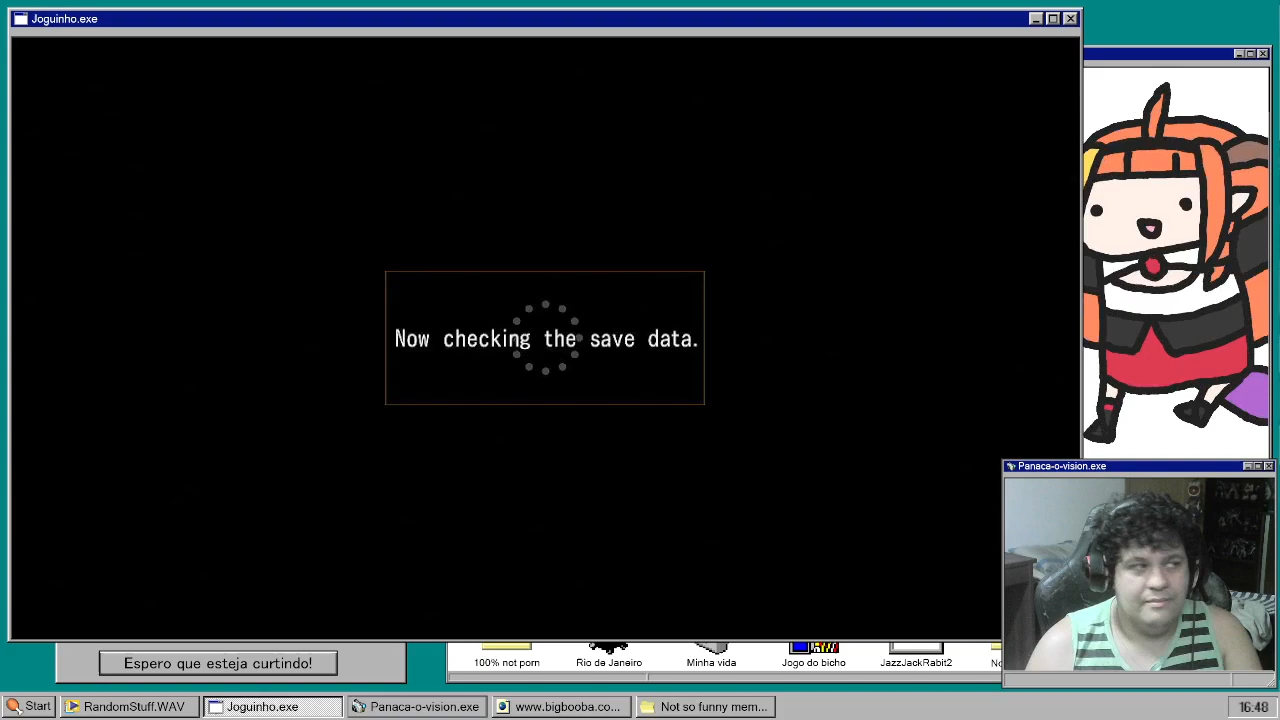 Joguinho.exe
Now checking the save data.
Panaca-o-vision.exe
Espero que esteja curtindo!
100% not porn
Rio de Janeiro
Minha vida
Jogo do bicho
JazzJackRabbit2
Start
RandomStuff.WAV
Joguinho.exe
Panaca-o-vision.exe
www.bigbooba.co...
Not so funny mem...
16:48